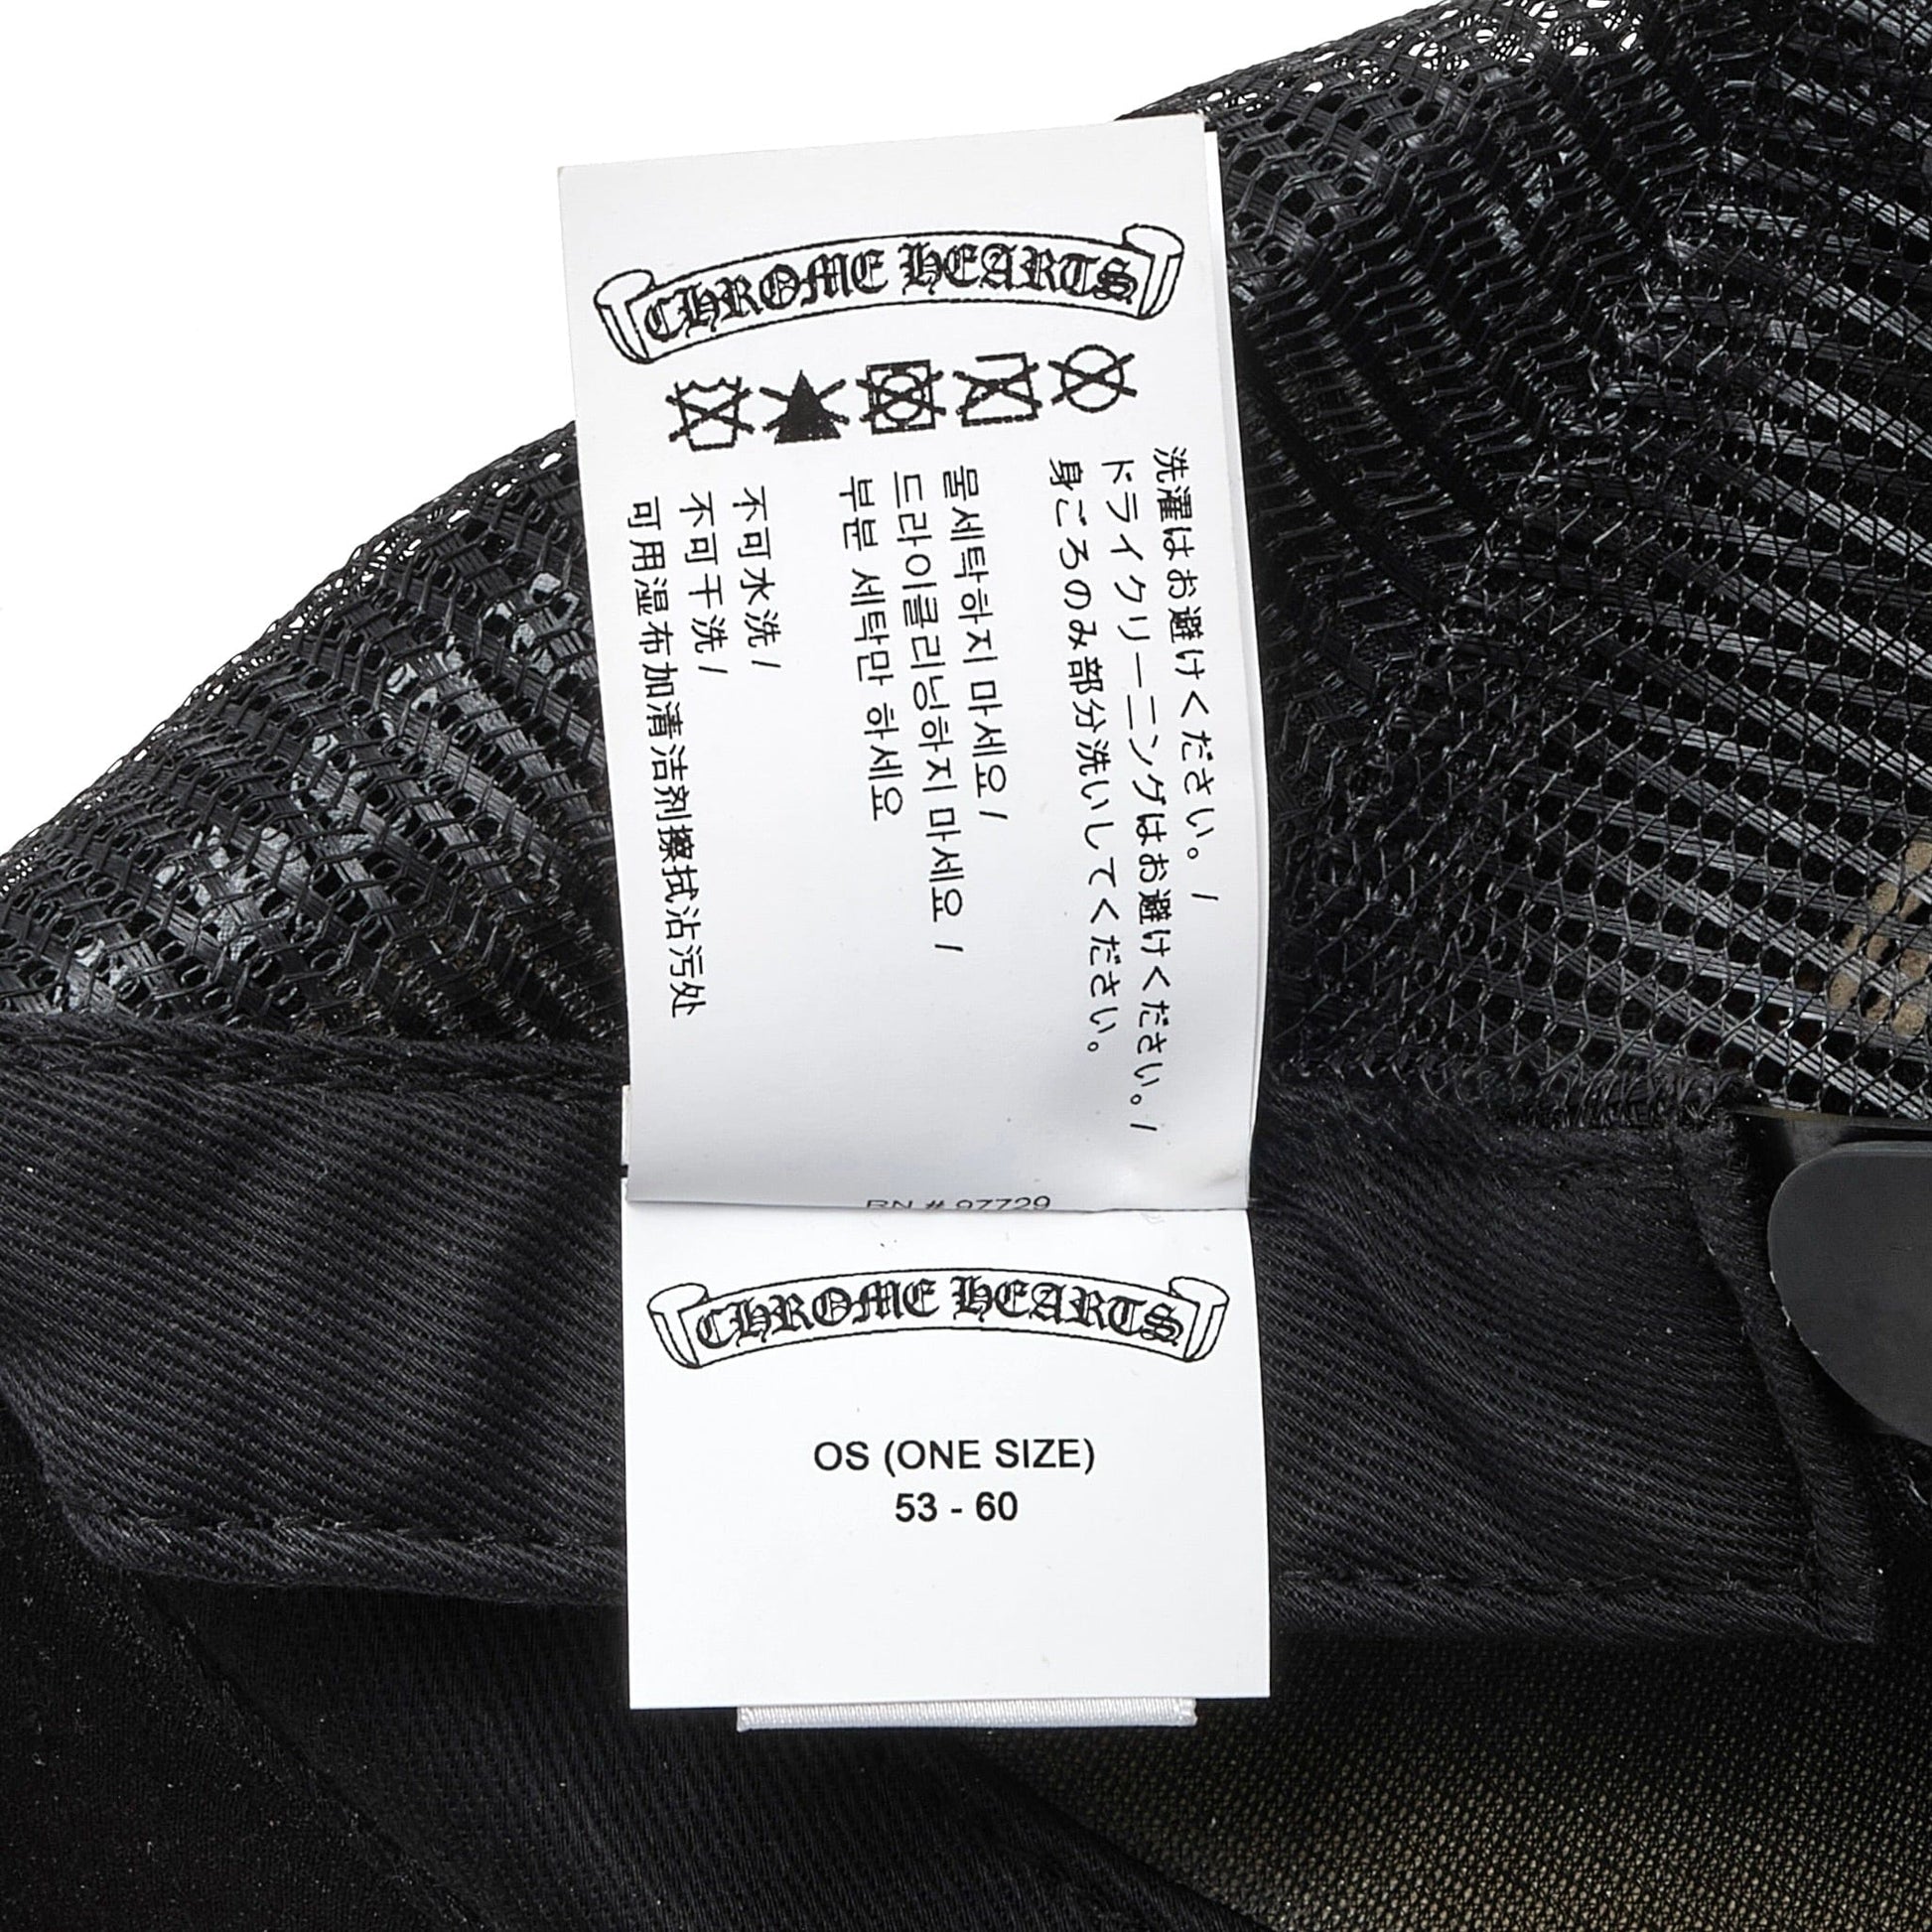 CHROME HEARTS
洗濯はお避けください。/
ドライクリーニングはお避けください。/
身ごろのみ部分洗いしてください。
물세탁하지 마세요 /
드라이클리닝하지 마세요 /
부분 세탁만 하세요
不可水洗/
不可干洗/
可用湿布加清洁剂擦拭沾污处
RN # 97729
CHROME HEARTS
OS (ONE SIZE)
53 - 60